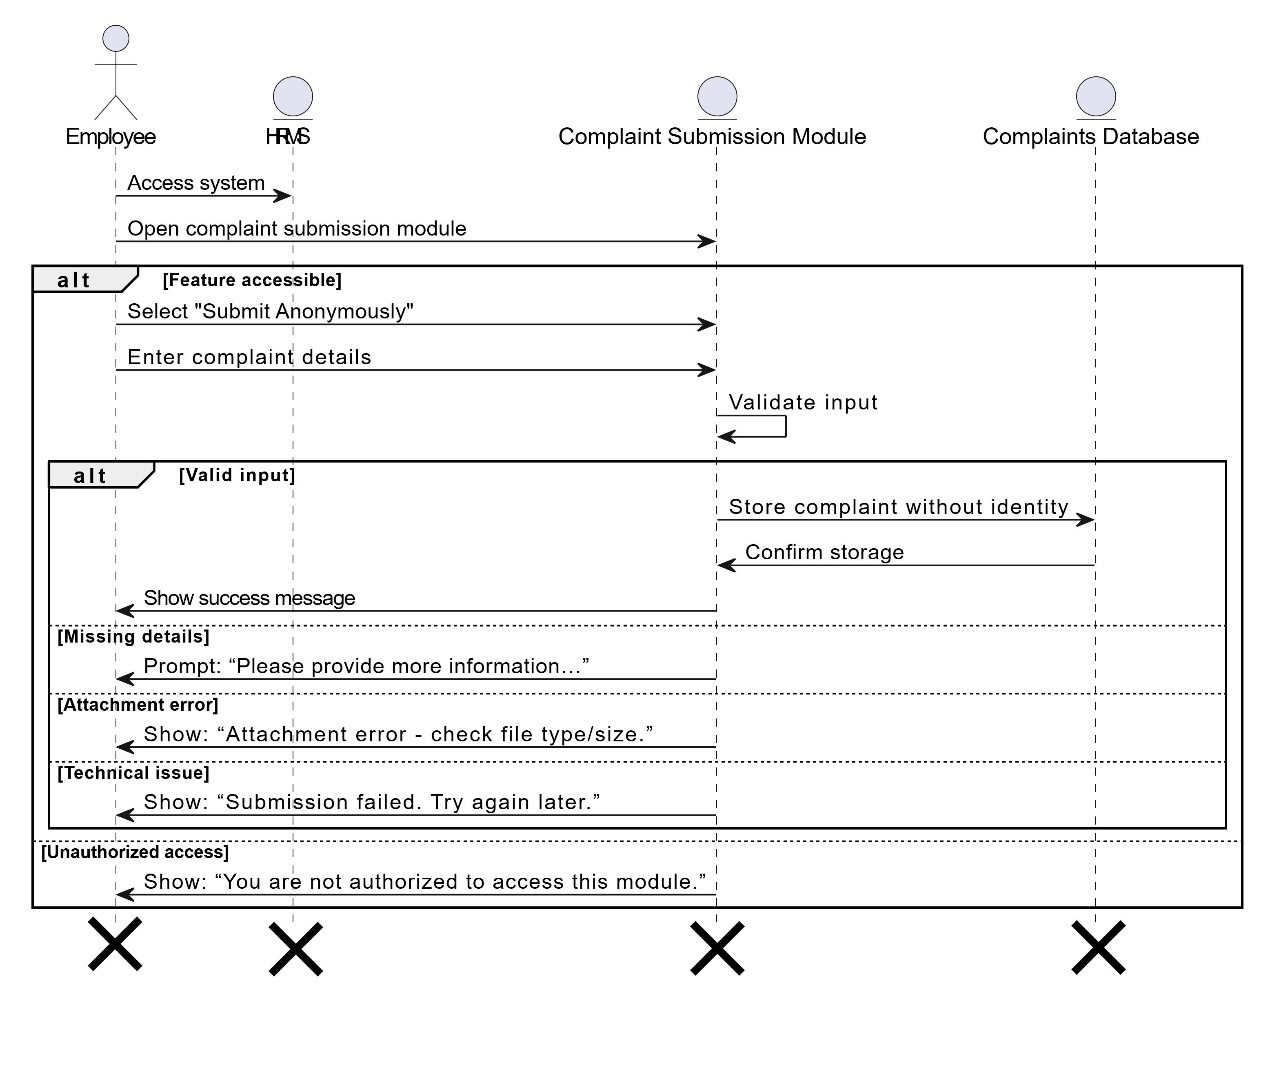 Employee
HRMS
Complaint Submission Module
Complaints Database
Access system
Open complaint submission module
alt [Feature accessible]
Select "Submit Anonymously"
Enter complaint details
Validate input
alt [Valid input]
Store complaint without identity
Confirm storage
Show success message
[Missing details]
Prompt: “Please provide more information...”
[Attachment error]
Show: “Attachment error - check file type/size.”
[Technical issue]
Show: “Submission failed. Try again later.”
[Unauthorized access]
Show: “You are not authorized to access this module.”